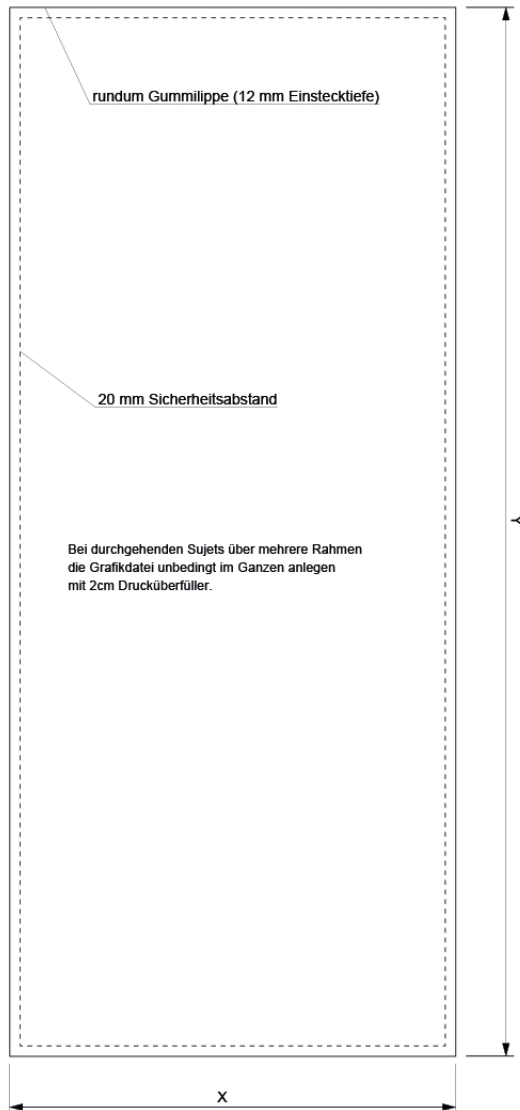 rundum Gummilippe (12 mm Einstecktiefe)
20 mm Sicherheitsabstand
Bei durchgehenden Sujets über mehrere Rahmen
die Grafikdatei unbedingt im Ganzen anlegen
mit 2cm Drucküberfüller.
Y
X